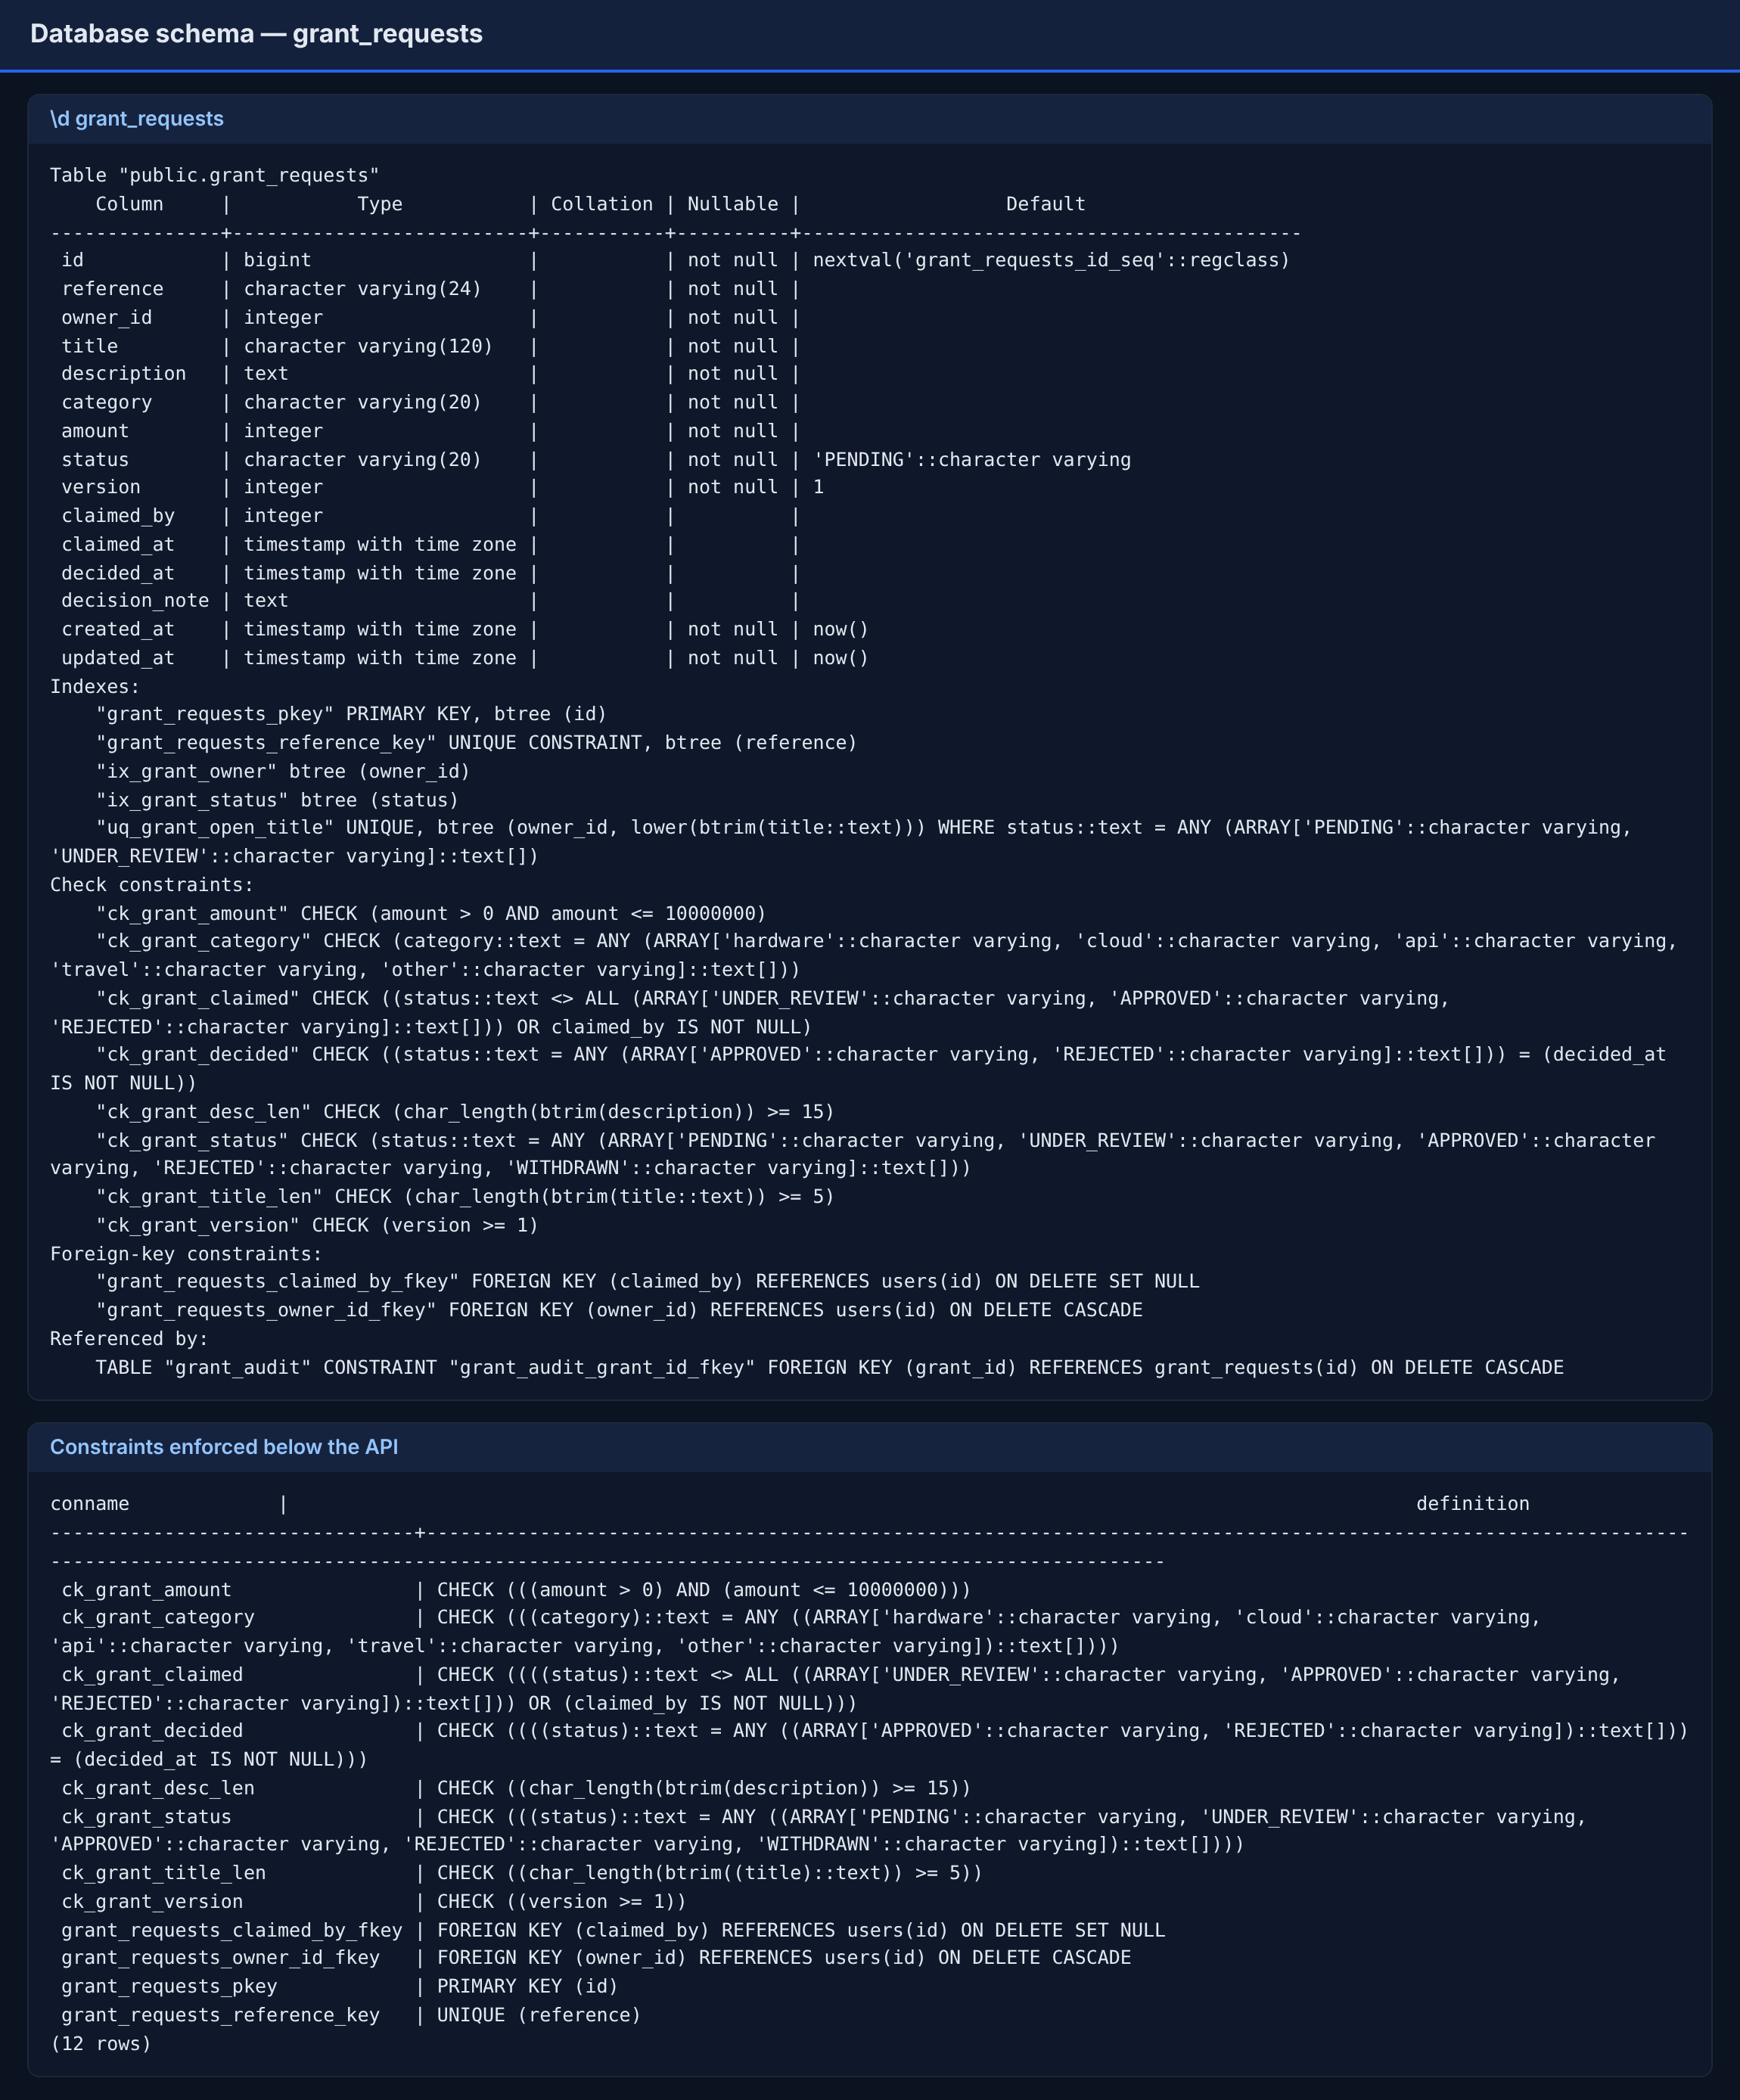 Database schema — grant_requests
\d grant_requests
Table "public.grant_requests"
    Column     |           Type           | Collation | Nullable |                  Default
---------------+--------------------------+-----------+----------+--------------------------------------------
 id            | bigint                   |           | not null | nextval('grant_requests_id_seq'::regclass)
 reference     | character varying(24)    |           | not null |
 owner_id      | integer                  |           | not null |
 title         | character varying(120)   |           | not null |
 description   | text                     |           | not null |
 category      | character varying(20)    |           | not null |
 amount        | integer                  |           | not null |
 status        | character varying(20)    |           | not null | 'PENDING'::character varying
 version       | integer                  |           | not null | 1
 claimed_by    | integer                  |           |          |
 claimed_at    | timestamp with time zone |           |          |
 decided_at    | timestamp with time zone |           |          |
 decision_note | text                     |           |          |
 created_at    | timestamp with time zone |           | not null | now()
 updated_at    | timestamp with time zone |           | not null | now()
Indexes:
    "grant_requests_pkey" PRIMARY KEY, btree (id)
    "grant_requests_reference_key" UNIQUE CONSTRAINT, btree (reference)
    "ix_grant_owner" btree (owner_id)
    "ix_grant_status" btree (status)
    "uq_grant_open_title" UNIQUE, btree (owner_id, lower(btrim(title::text))) WHERE status::text = ANY (ARRAY['PENDING'::character varying,
'UNDER_REVIEW'::character varying]::text[])
Check constraints:
    "ck_grant_amount" CHECK (amount > 0 AND amount <= 10000000)
    "ck_grant_category" CHECK (category::text = ANY (ARRAY['hardware'::character varying, 'cloud'::character varying, 'api'::character varying,
'travel'::character varying, 'other'::character varying]::text[]))
    "ck_grant_claimed" CHECK ((status::text <> ALL (ARRAY['UNDER_REVIEW'::character varying, 'APPROVED'::character varying,
'REJECTED'::character varying]::text[])) OR claimed_by IS NOT NULL)
    "ck_grant_decided" CHECK ((status::text = ANY (ARRAY['APPROVED'::character varying, 'REJECTED'::character varying]::text[])) = (decided_at
IS NOT NULL))
    "ck_grant_desc_len" CHECK (char_length(btrim(description)) >= 15)
    "ck_grant_status" CHECK (status::text = ANY (ARRAY['PENDING'::character varying, 'UNDER_REVIEW'::character varying, 'APPROVED'::character
varying, 'REJECTED'::character varying, 'WITHDRAWN'::character varying]::text[]))
    "ck_grant_title_len" CHECK (char_length(btrim(title::text)) >= 5)
    "ck_grant_version" CHECK (version >= 1)
Foreign-key constraints:
    "grant_requests_claimed_by_fkey" FOREIGN KEY (claimed_by) REFERENCES users(id) ON DELETE SET NULL
    "grant_requests_owner_id_fkey" FOREIGN KEY (owner_id) REFERENCES users(id) ON DELETE CASCADE
Referenced by:
    TABLE "grant_audit" CONSTRAINT "grant_audit_grant_id_fkey" FOREIGN KEY (grant_id) REFERENCES grant_requests(id) ON DELETE CASCADE
Constraints enforced below the API
conname             |                                                                                                   definition
--------------------------------+---------------------------------------------------------------------------------------------------------------
--------------------------------------------------------------------------------------------------
 ck_grant_amount                | CHECK (((amount > 0) AND (amount <= 10000000)))
 ck_grant_category              | CHECK (((category)::text = ANY ((ARRAY['hardware'::character varying, 'cloud'::character varying,
'api'::character varying, 'travel'::character varying, 'other'::character varying])::text[])))
 ck_grant_claimed               | CHECK ((((status)::text <> ALL ((ARRAY['UNDER_REVIEW'::character varying, 'APPROVED'::character varying,
'REJECTED'::character varying])::text[])) OR (claimed_by IS NOT NULL)))
 ck_grant_decided               | CHECK ((((status)::text = ANY ((ARRAY['APPROVED'::character varying, 'REJECTED'::character varying])::text[]))
= (decided_at IS NOT NULL)))
 ck_grant_desc_len              | CHECK ((char_length(btrim(description)) >= 15))
 ck_grant_status                | CHECK (((status)::text = ANY ((ARRAY['PENDING'::character varying, 'UNDER_REVIEW'::character varying,
'APPROVED'::character varying, 'REJECTED'::character varying, 'WITHDRAWN'::character varying])::text[])))
 ck_grant_title_len             | CHECK ((char_length(btrim((title)::text)) >= 5))
 ck_grant_version               | CHECK ((version >= 1))
 grant_requests_claimed_by_fkey | FOREIGN KEY (claimed_by) REFERENCES users(id) ON DELETE SET NULL
 grant_requests_owner_id_fkey   | FOREIGN KEY (owner_id) REFERENCES users(id) ON DELETE CASCADE
 grant_requests_pkey            | PRIMARY KEY (id)
 grant_requests_reference_key   | UNIQUE (reference)
(12 rows)